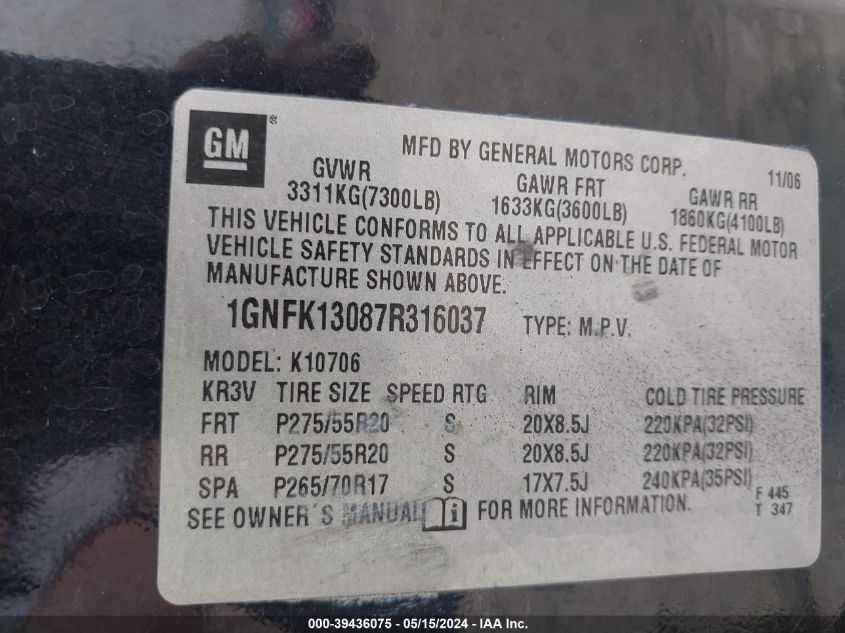 GM®
MFD BY GENERAL MOTORS CORP. 11/06
GVWR GAWR FRT GAWR RR
3311KG(7300LB) 1633KG(3600LB) 1860KG(4100LB)
THIS VEHICLE CONFORMS TO ALL APPLICABLE U.S. FEDERAL MOTOR
VEHICLE SAFETY STANDARDS IN EFFECT ON THE DATE OF
MANUFACTURE SHOWN ABOVE.
1GNFK13087R316037 TYPE: M.P.V.
MODEL: K10706
KR3V TIRE SIZE SPEED RTG RIM COLD TIRE PRESSURE
FRT P275/55R20 S 20X8.5J 220KPA(32PSI)
RR P275/55R20 S 20X8.5J 220KPA(32PSI)
SPA P265/70R17 S 17X7.5J 240KPA(35PSI)
SEE OWNER'S MANUAL i FOR MORE INFORMATION.
F 445
T 347
000-39436075 - 05/15/2024 - IAA Inc.